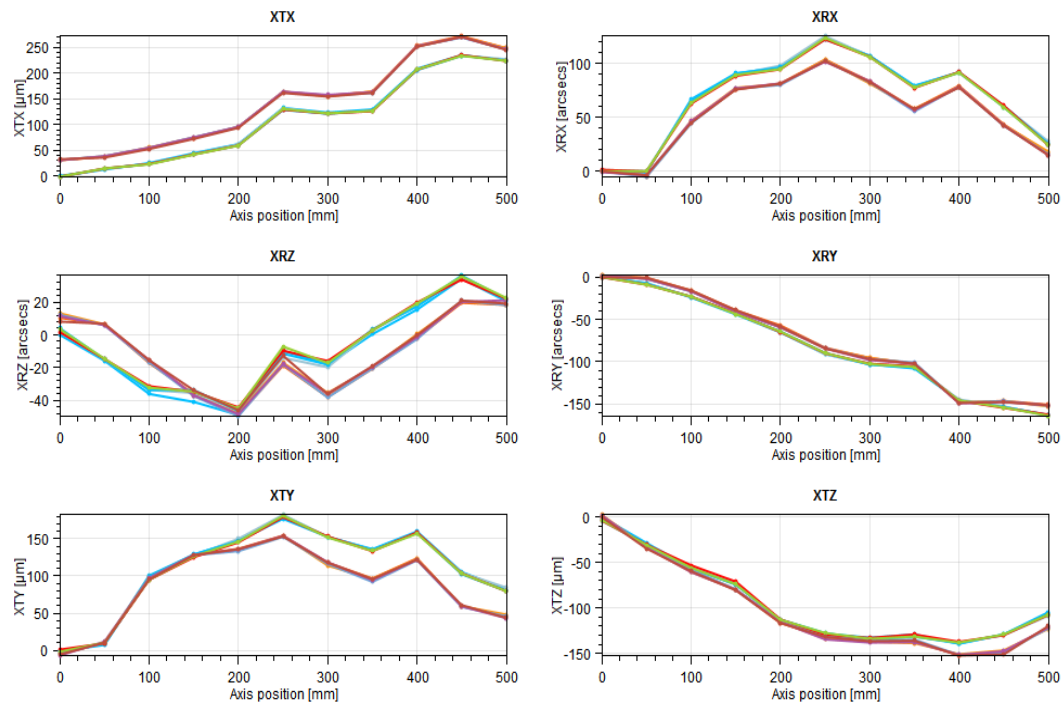 XTX
XTX [µm]
250
200
150
100
50
0
0 100 200 300 400 500
Axis position [mm]
XRX
XRX [arcsecs]
100
50
0
0 100 200 300 400 500
Axis position [mm]
XRZ
XRZ [arcsecs]
20
0
-20
-40
0 100 200 300 400 500
Axis position [mm]
XRY
XRY [arcsecs]
0
-50
-100
-150
0 100 200 300 400 500
Axis position [mm]
XTY
XTY [µm]
150
100
50
0
0 100 200 300 400 500
Axis position [mm]
XTZ
XTZ [µm]
0
-50
-100
-150
0 100 200 300 400 500
Axis position [mm]